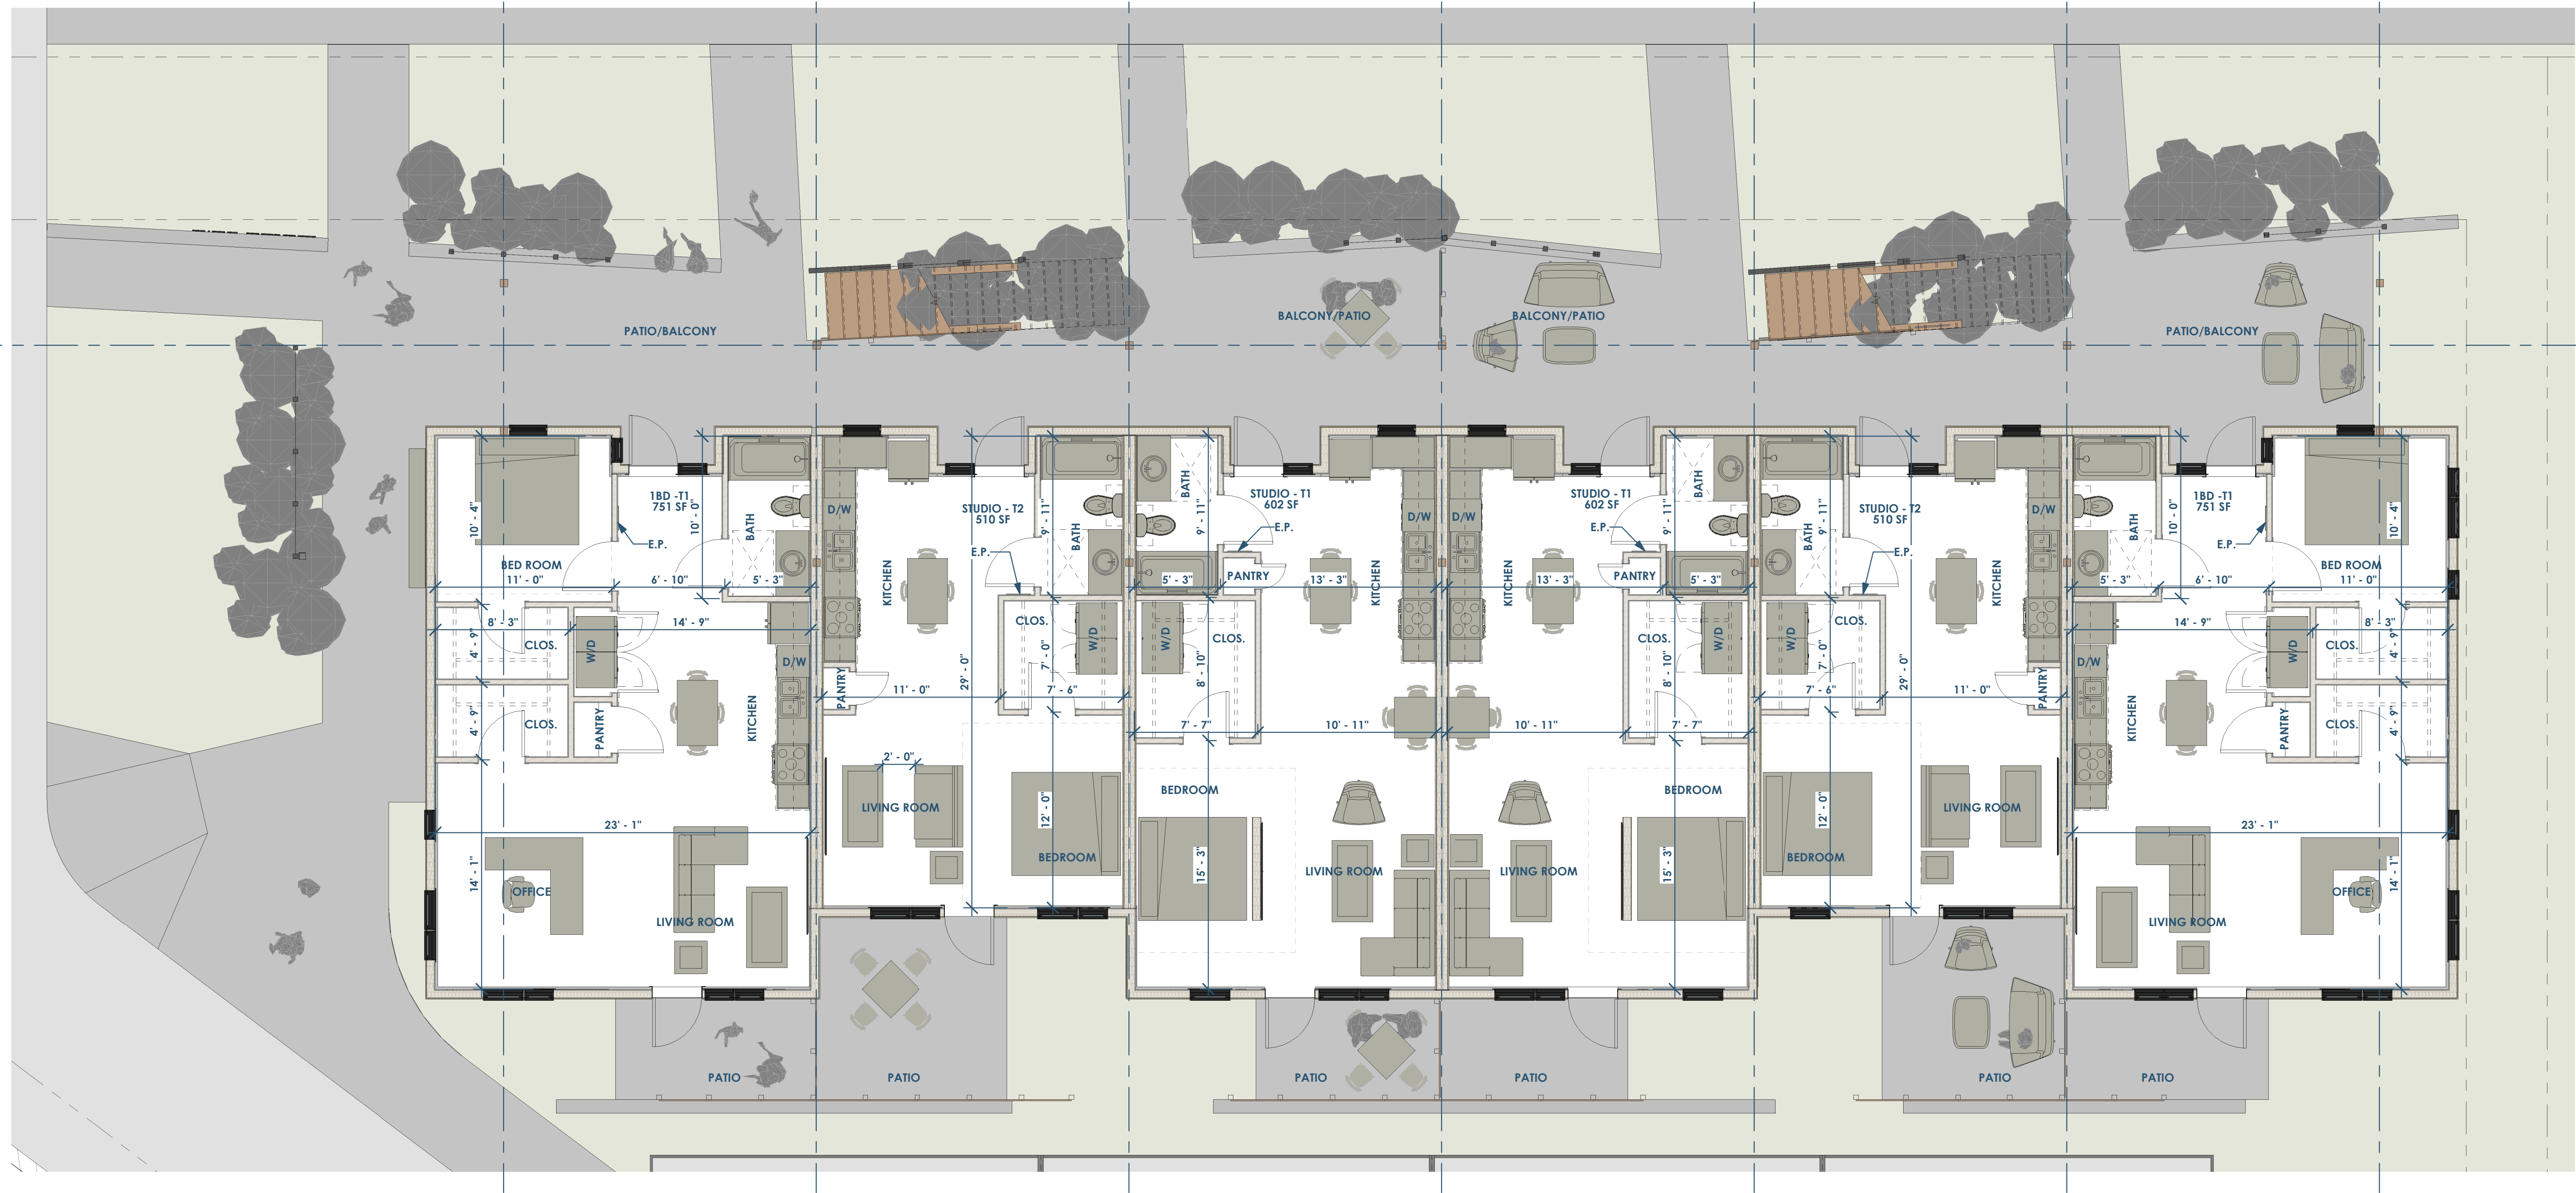 PATIO/BALCONY
BALCONY/PATIO
BALCONY/PATIO
PATIO/BALCONY
1BD -T1
751 SF
10' - 4"
10' - 0"
BATH
E.P.
BED ROOM
11' - 0"
6' - 10"
5' - 3"
8' - 3"
14' - 9"
4' - 9"
CLOS.
W/D
D/W
4' - 9"
CLOS.
PANTRY
KITCHEN
23' - 1"
14' - 1"
OFFICE
LIVING ROOM
STUDIO - T2
510 SF
D/W
9' - 11"
BATH
E.P.
KITCHEN
CLOS.
W/D
7' - 0"
29' - 0"
PANTRY
11' - 0"
7' - 6"
2' - 0"
LIVING ROOM
12' - 0"
BEDROOM
STUDIO - T1
602 SF
BATH
9' - 11"
D/W
E.P.
PANTRY
5' - 3"
13' - 3"
KITCHEN
W/D
CLOS.
8' - 10"
7' - 7"
10' - 11"
BEDROOM
15' - 3"
LIVING ROOM
STUDIO - T1
602 SF
BATH
9' - 11"
D/W
E.P.
PANTRY
13' - 3"
5' - 3"
KITCHEN
CLOS.
W/D
8' - 10"
10' - 11"
7' - 7"
BEDROOM
15' - 3"
LIVING ROOM
STUDIO - T2
510 SF
D/W
9' - 11"
BATH
E.P.
KITCHEN
CLOS.
W/D
7' - 0"
29' - 0"
PANTRY
7' - 6"
11' - 0"
LIVING ROOM
12' - 0"
BEDROOM
1BD -T1
751 SF
10' - 4"
10' - 0"
BATH
E.P.
BED ROOM
5' - 3"
6' - 10"
11' - 0"
14' - 9"
8' - 3"
4' - 9"
CLOS.
W/D
D/W
4' - 9"
CLOS.
PANTRY
KITCHEN
23' - 1"
14' - 1"
OFFICE
LIVING ROOM
PATIO
PATIO
PATIO
PATIO
PATIO
PATIO